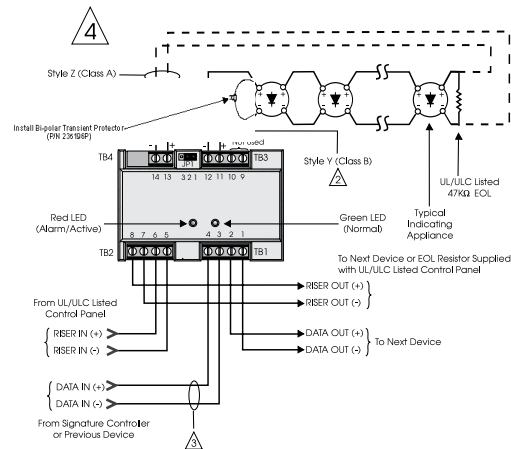 4
Style Z (Class A)
Install Bi-polar Transient Protector
(P/N 236196P)
- + - + Not used
TB4 JP1 TB3
14 13 3 2 1 12 11 10 9
Style Y (Class B)
2
UL/ULC Listed
47KΩ EOL
Typical
Indicating
Appliance
Red LED
(Alarm/Active)
Green LED
(Normal)
8 7 6 5 4 3 2 1
TB2 TB1
To Next Device or EOL Resistor Supplied
with UL/ULC Listed Control Panel
RISER OUT (+)
RISER OUT (-)
From UL/ULC Listed
Control Panel
RISER IN (+)
RISER IN (-)
DATA OUT (+)
DATA OUT (-)
To Next Device
DATA IN (+)
DATA IN (-)
From Signature Controller
or Previous Device
3